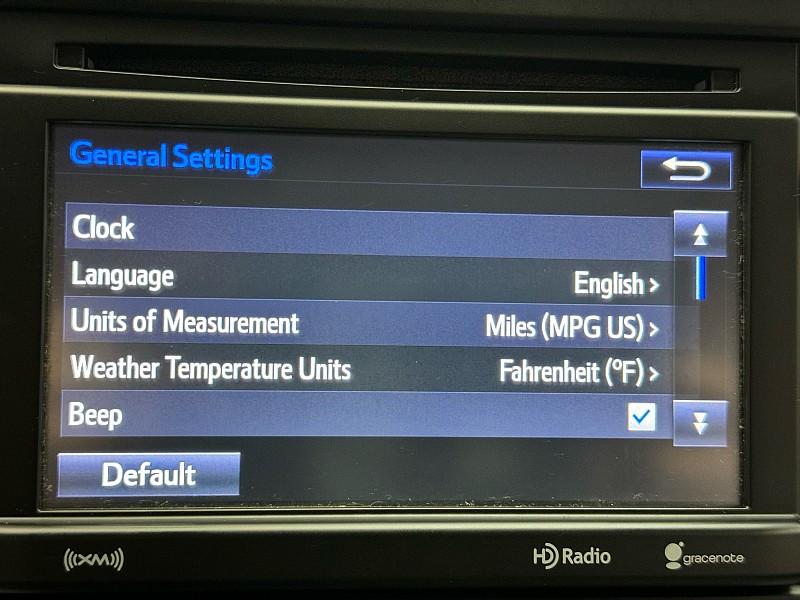 General Settings
Clock
Language English >
Units of Measurement Miles (MPG US) >
Weather Temperature Units Fahrenheit (ºF) >
Beep
Default
((XM)) HD Radio gracenote